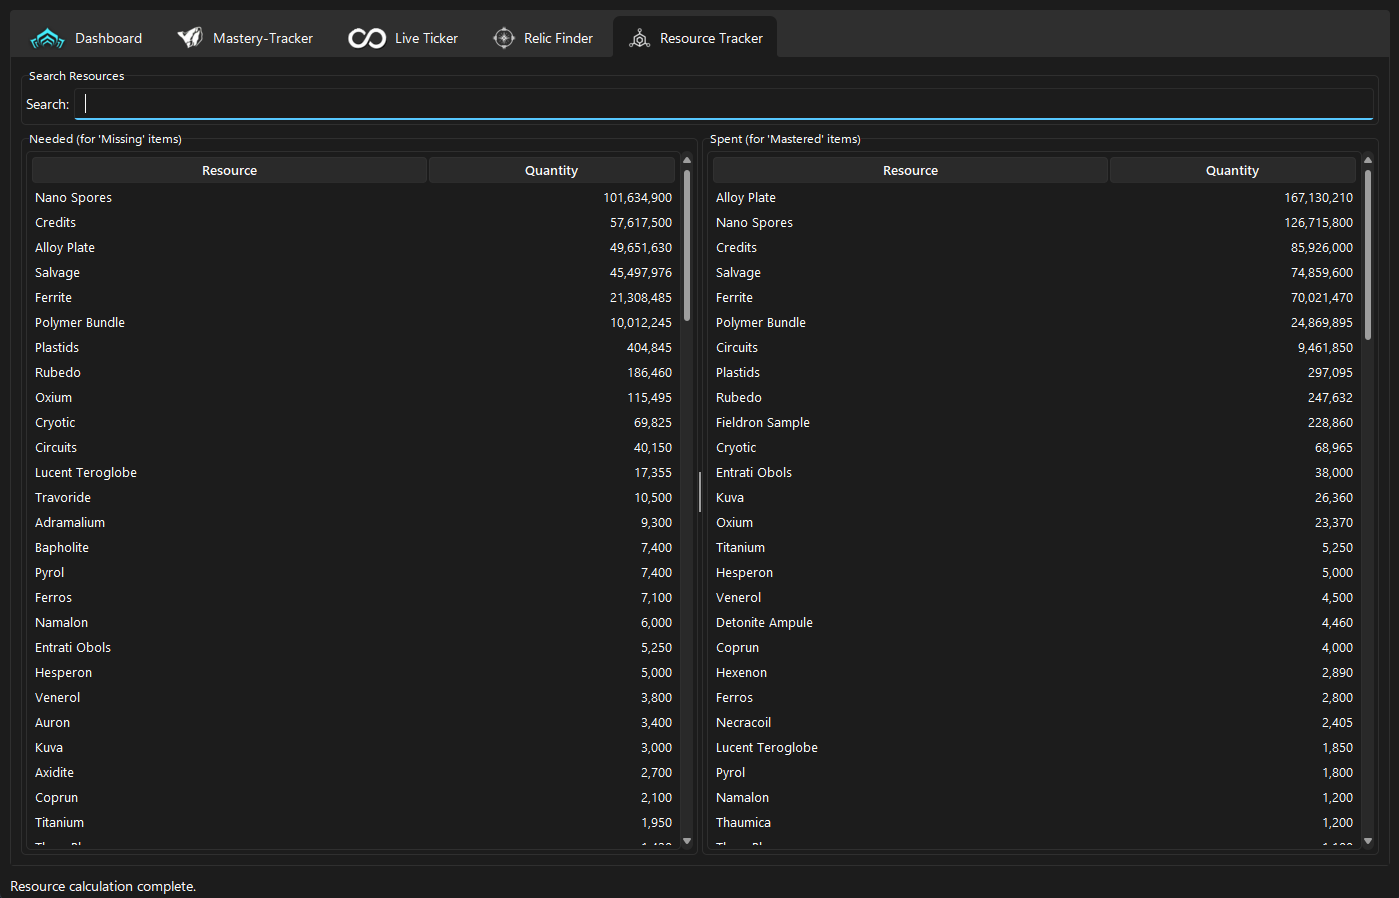 Dashboard Mastery-Tracker Live Ticker Relic Finder Resource Tracker
Search Resources
Search:
Needed (for 'Missing' items)
Resource Quantity
Nano Spores 101,634,900
Credits 57,617,500
Alloy Plate 49,651,630
Salvage 45,497,976
Ferrite 21,308,485
Polymer Bundle 10,012,245
Plastids 404,845
Rubedo 186,460
Oxium 115,495
Cryotic 69,825
Circuits 40,150
Lucent Teroglobe 17,355
Travoride 10,500
Adramalium 9,300
Bapholite 7,400
Pyrol 7,400
Ferros 7,100
Namalon 6,000
Entrati Obols 5,250
Hesperon 5,000
Venerol 3,800
Auron 3,400
Kuva 3,000
Axidite 2,700
Coprun 2,100
Titanium 1,950
Spent (for 'Mastered' items)
Resource Quantity
Alloy Plate 167,130,210
Nano Spores 126,715,800
Credits 85,926,000
Salvage 74,859,600
Ferrite 70,021,470
Polymer Bundle 24,869,895
Circuits 9,461,850
Plastids 297,095
Rubedo 247,632
Fieldron Sample 228,860
Cryotic 68,965
Entrati Obols 38,000
Kuva 26,360
Oxium 23,370
Titanium 5,250
Hesperon 5,000
Venerol 4,500
Detonite Ampule 4,460
Coprun 4,000
Hexenon 2,890
Ferros 2,800
Necracoil 2,405
Lucent Teroglobe 1,850
Pyrol 1,800
Namalon 1,200
Thaumica 1,200
Resource calculation complete.